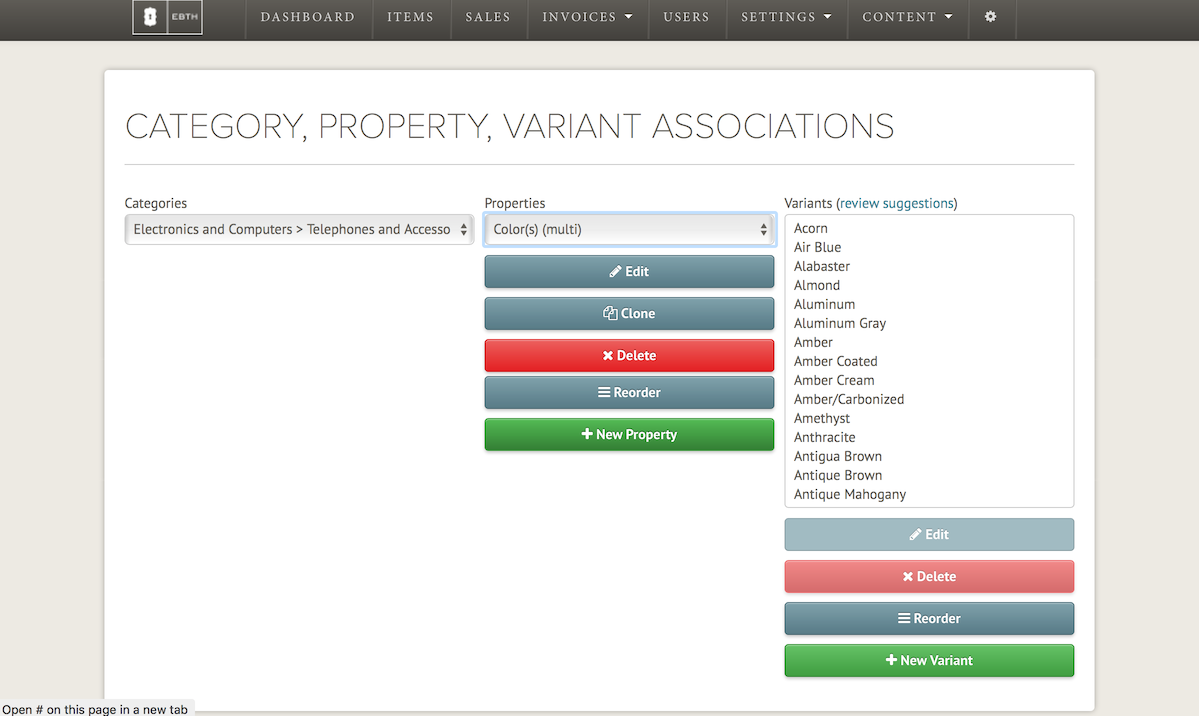 EBTH
DASHBOARD
ITEMS
SALES
INVOICES
USERS
SETTINGS
CONTENT
CATEGORY, PROPERTY, VARIANT ASSOCIATIONS
Categories
Electronics and Computers > Telephones and Accesso
Properties
Color(s) (multi)
Edit
Clone
Delete
Reorder
New Property
Variants (review suggestions)
Acorn
Air Blue
Alabaster
Almond
Aluminum
Aluminum Gray
Amber
Amber Coated
Amber Cream
Amber/Carbonized
Amethyst
Anthracite
Antigua Brown
Antique Brown
Antique Mahogany
Edit
Delete
Reorder
New Variant
Open # on this page in a new tab